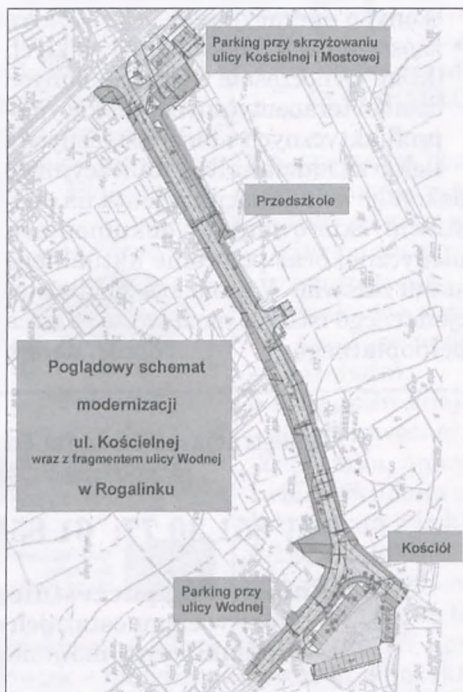 Parking przy skrzyżowaniu
ulicy Kościelnej i Mostowej
Przedszkole
Poglądowy schemat
modernizacji
ul. Kościelnej
wraz z fragmentem ulicy Wodnej
w Rogalinku
Kościół
Parking przy
ulicy Wodnej